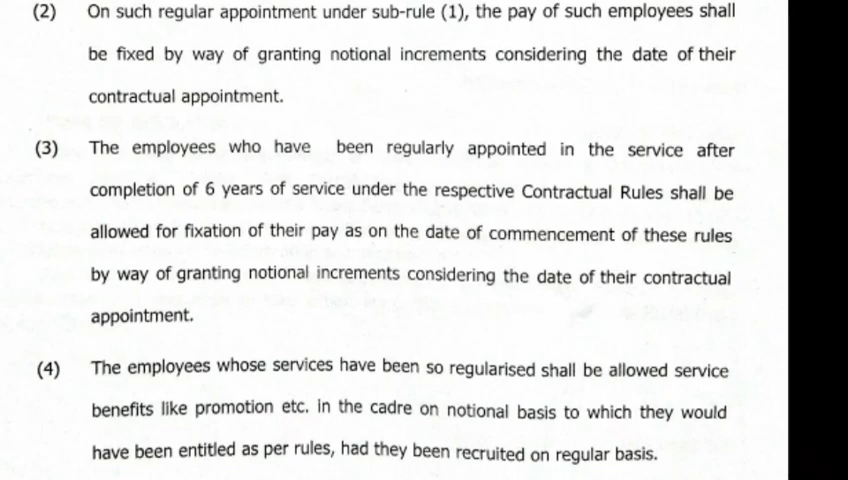 (2) On such regular appointment under sub-rule (1), the pay of such employees shall
be fixed by way of granting notional increments considering the date of their
contractual appointment.
(3) The employees who have been regularly appointed in the service after
completion of 6 years of service under the respective Contractual Rules shall be
allowed for fixation of their pay as on the date of commencement of these rules
by way of granting notional increments considering the date of their contractual
appointment.
(4) The employees whose services have been so regularised shall be allowed service
benefits like promotion etc. in the cadre on notional basis to which they would
have been entitled as per rules, had they been recruited on regular basis.